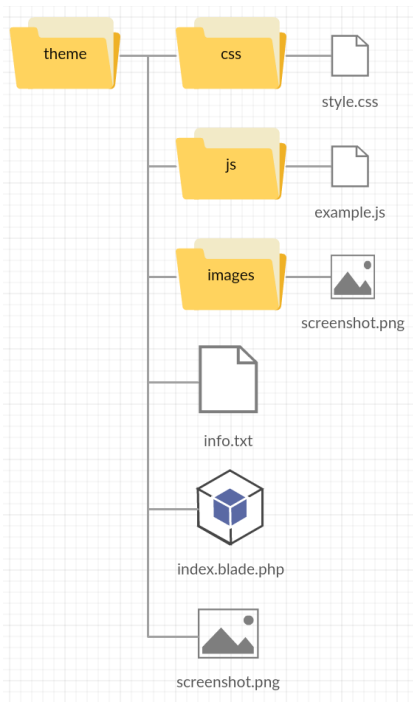 theme
css
style.css
js
example.js
images
screenshot.png
info.txt
index.blade.php
screenshot.png